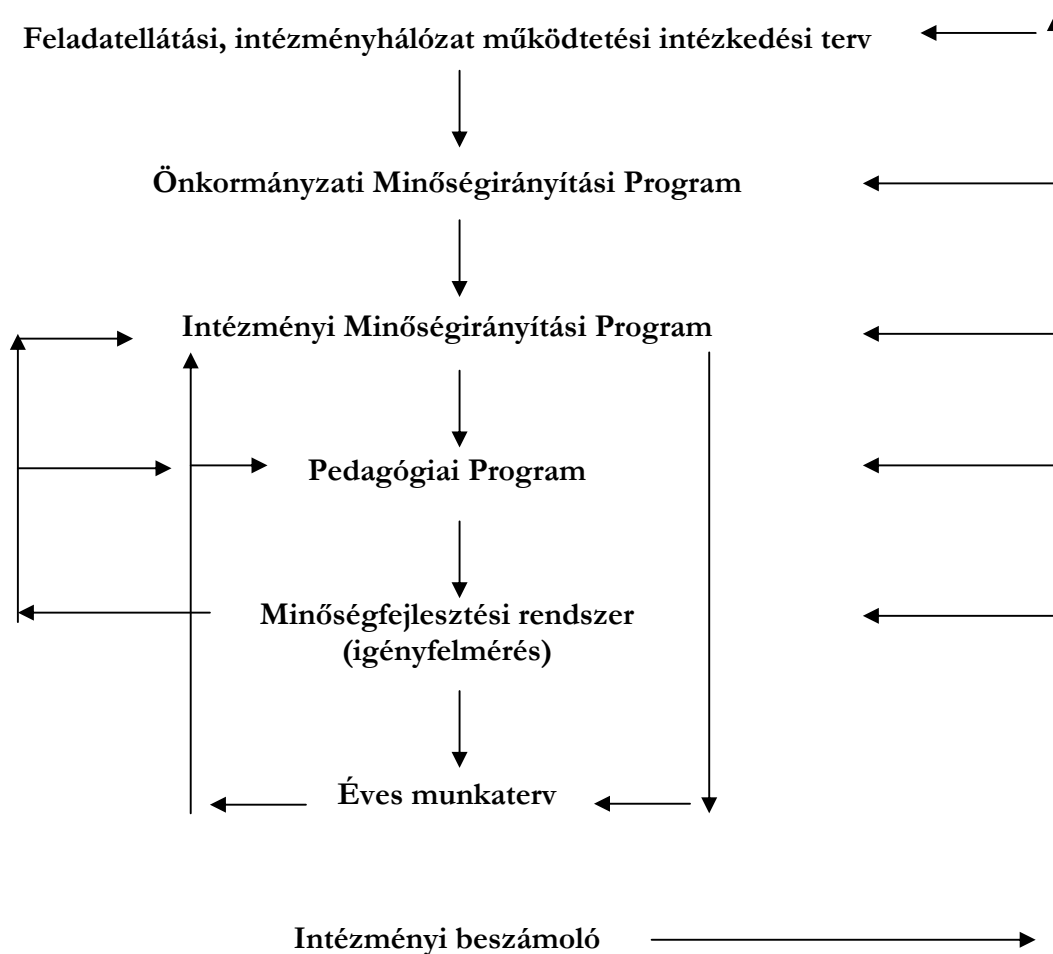 Feladatellátási, intézményhálózat működtetési intézkedési terv
Önkormányzati Minőségirányítási Program
Intézményi Minőségirányítási Program
Pedagógiai Program
Minőségfejlesztési rendszer
(igényfelmérés)
Éves munkaterv
Intézményi beszámoló